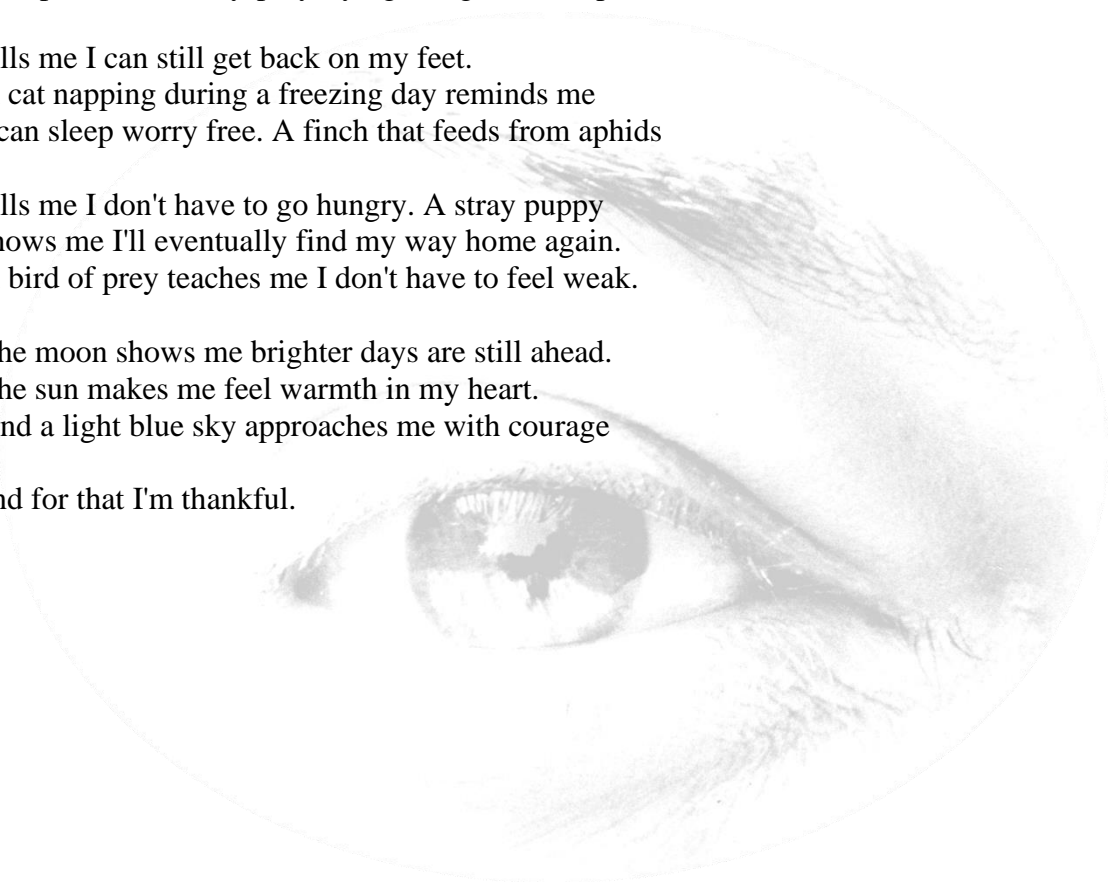 lls me I can still get back on my feet.
cat napping during a freezing day reminds me
can sleep worry free. A finch that feeds from aphids
lls me I don't have to go hungry. A stray puppy
hows me I'll eventually find my way home again.
bird of prey teaches me I don't have to feel weak.
he moon shows me brighter days are still ahead.
he sun makes me feel warmth in my heart.
nd a light blue sky approaches me with courage
nd for that I'm thankful.